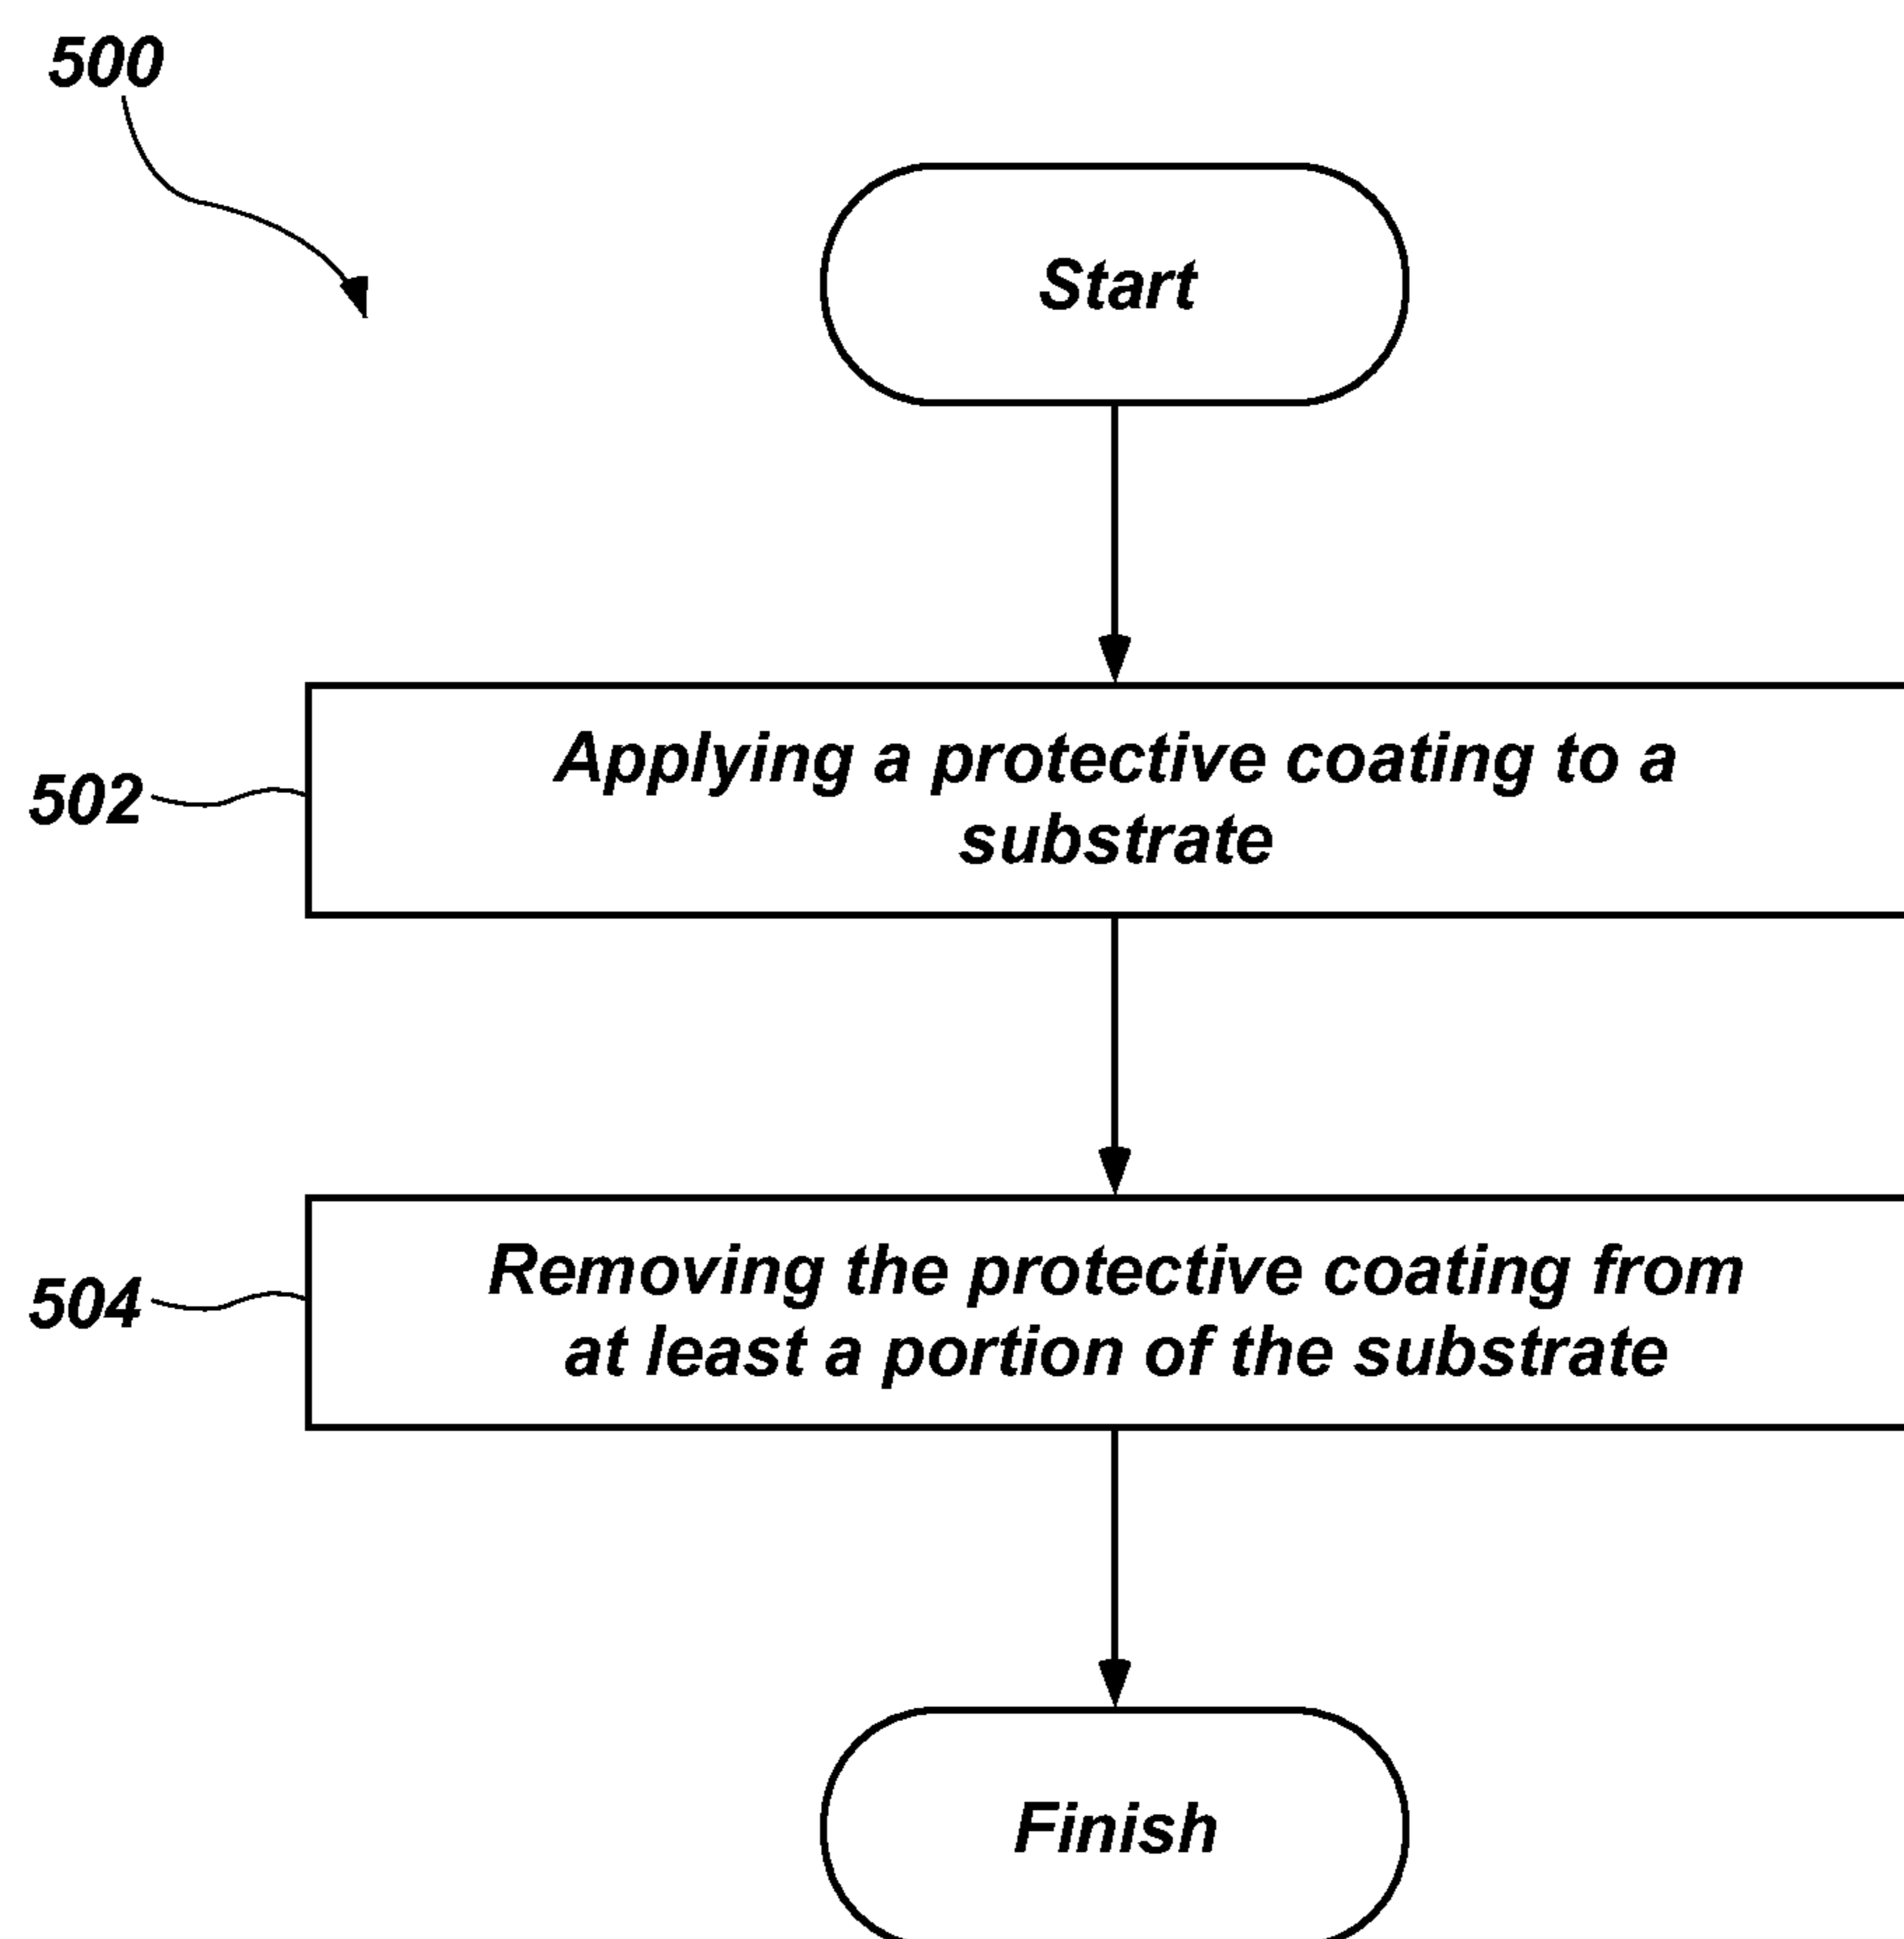 500
Start
502
Applying a protective coating to a
substrate
504
Removing the protective coating from
at least a portion of the substrate
Finish